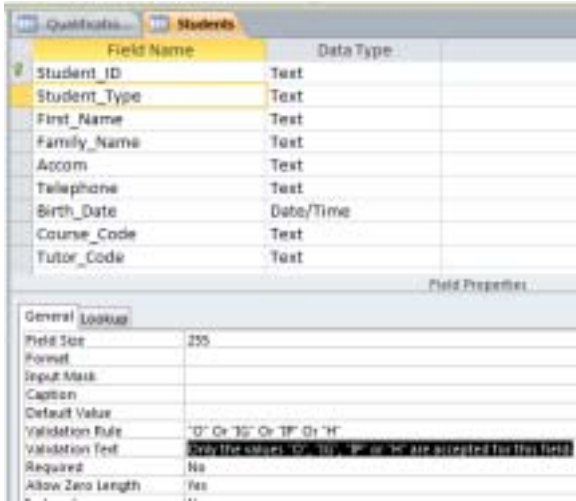 Students
Field Name Data Type
Student_ID Text
Student_Type Text
First_Name Text
Family_Name Text
Accom Text
Telephone Text
Birth_Date Date/Time
Course_Code Text
Tutor_Code Text
Field Properties
General Lookup
Field Size 255
Format
Input Mask
Caption
Default Value
Validation Rule "O" Or "IG" Or "IP" Or "H"
Validation Text Only the values "O", "IG", "IP" or "H" are accepted for this field
Required No
Allow Zero Length Yes